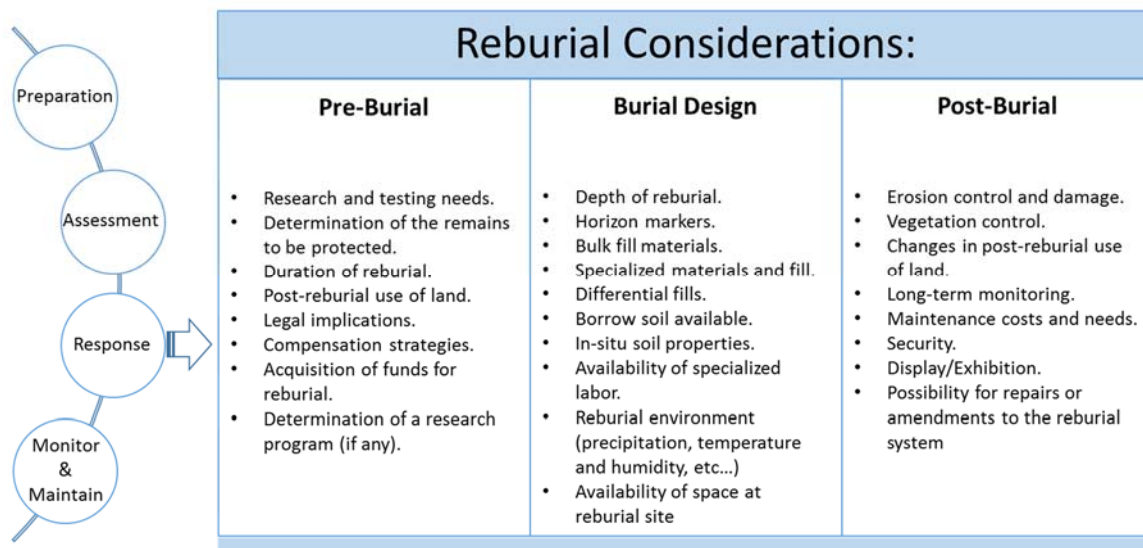 Preparation
Assessment
Response
Monitor
&
Maintain
Reburial Considerations:
Pre-Burial
• Research and testing needs.
• Determination of the remains
to be protected.
• Duration of reburial.
• Post-reburial use of land.
• Legal implications.
• Compensation strategies.
• Acquisition of funds for
reburial.
• Determination of a research
program (if any).
Burial Design
• Depth of reburial.
• Horizon markers.
• Bulk fill materials.
• Specialized materials and fill.
• Differential fills.
• Borrow soil available.
• In-situ soil properties.
• Availability of specialized
labor.
• Reburial environment
(precipitation, temperature
and humidity, etc...)
• Availability of space at
reburial site
Post-Burial
• Erosion control and damage.
• Vegetation control.
• Changes in post-reburial use
of land.
• Long-term monitoring.
• Maintenance costs and needs.
• Security.
• Display/Exhibition.
• Possibility for repairs or
amendments to the reburial
system